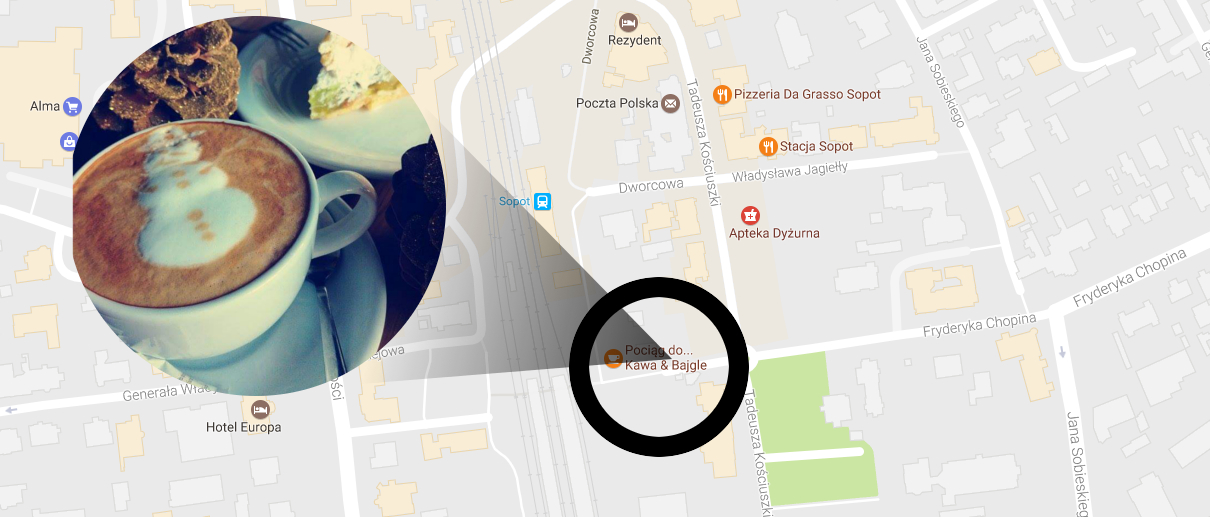 Dworcowa
Rezydent
Jana Sobieskiego
Alma
Poczta Polska
Tadeusza Kościuszki
Pizzeria Da Grasso Sopot
Stacja Sopot
Dworcowa
Władysława Jagiełły
Sopot
Apteka Dyżurna
Fryderyka Chopina
Fryderyka Chopina
Pociąg do...
Kawa & Bajgle
Generała Wła
Hotel Europa
Tadeusza Kościuszki
Jana Sobieskieg